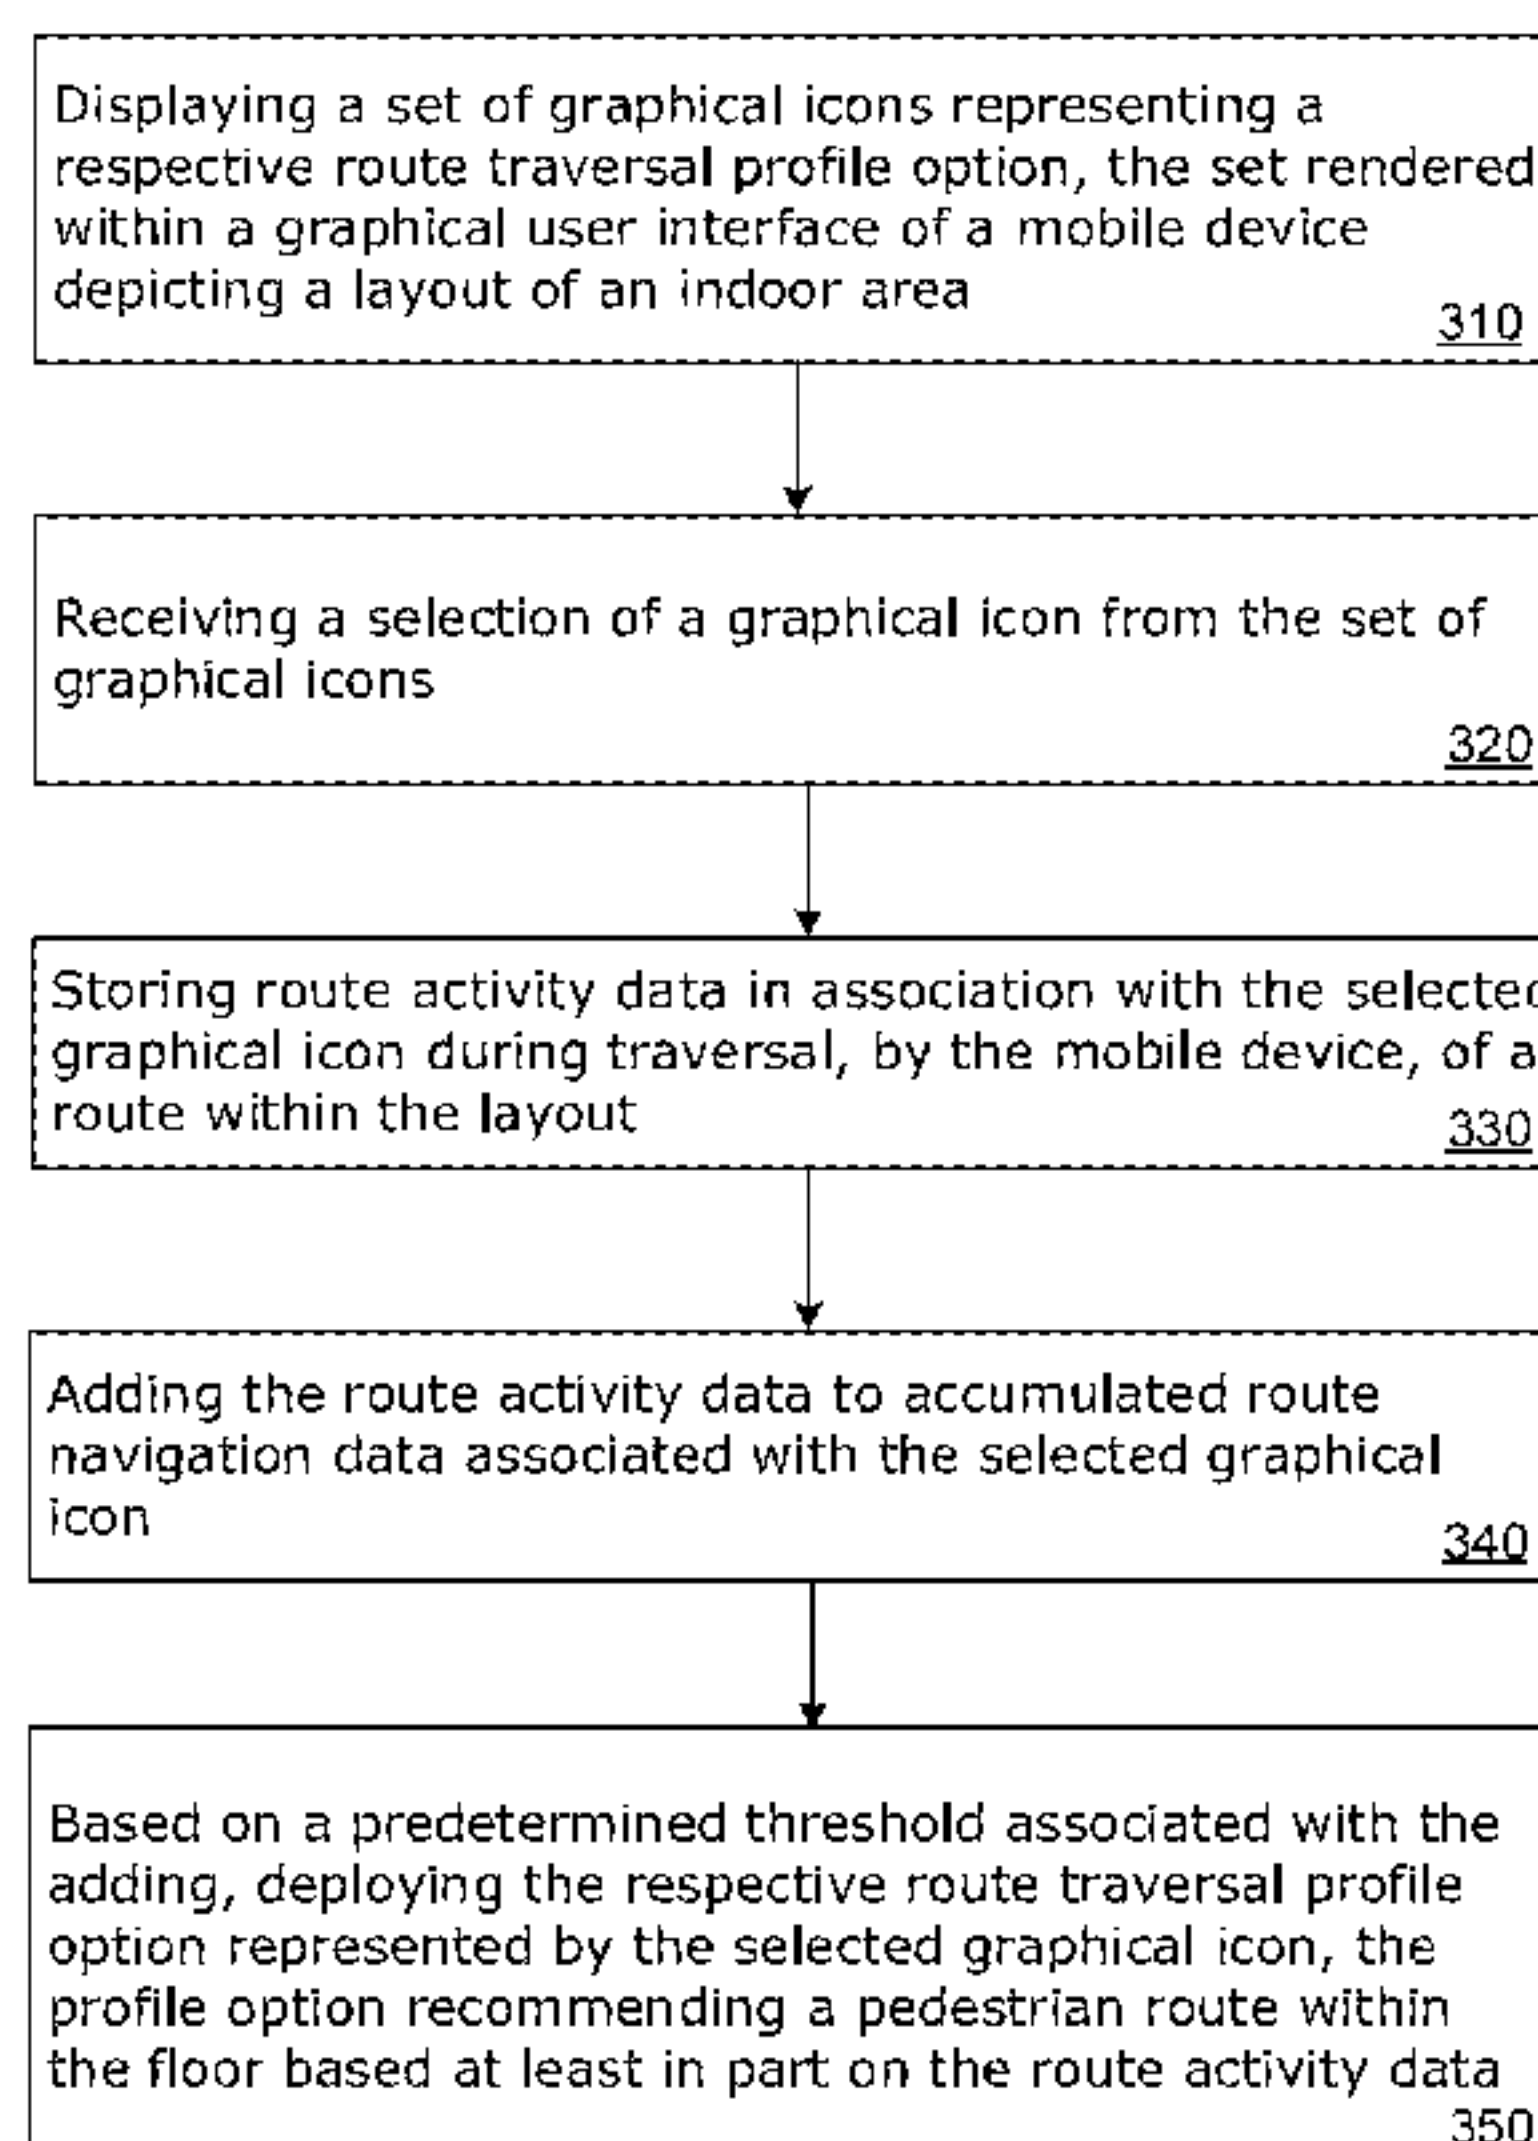 Displaying a set of graphical icons representing a
respective route traversal profile option, the set rendered
within a graphical user interface of a mobile device
depicting a layout of an indoor area
310
Receiving a selection of a graphical icon from the set of
graphical icons
320
Storing route activity data in association with the selected
graphical icon during traversal, by the mobile device, of a
route within the layout
330
Adding the route activity data to accumulated route
navigation data associated with the selected graphical
icon
340
Based on a predetermined threshold associated with the
adding, deploying the respective route traversal profile
option represented by the selected graphical icon, the
profile option recommending a pedestrian route within
the floor based at least in part on the route activity data
350